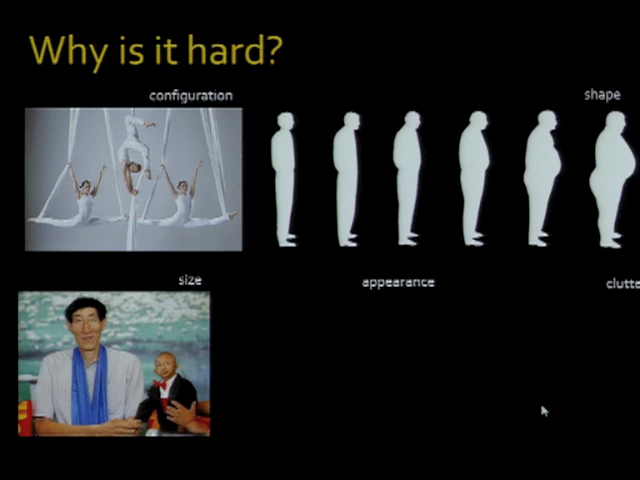 Why is it hard?
configuration
shape
size
appearance
clutte